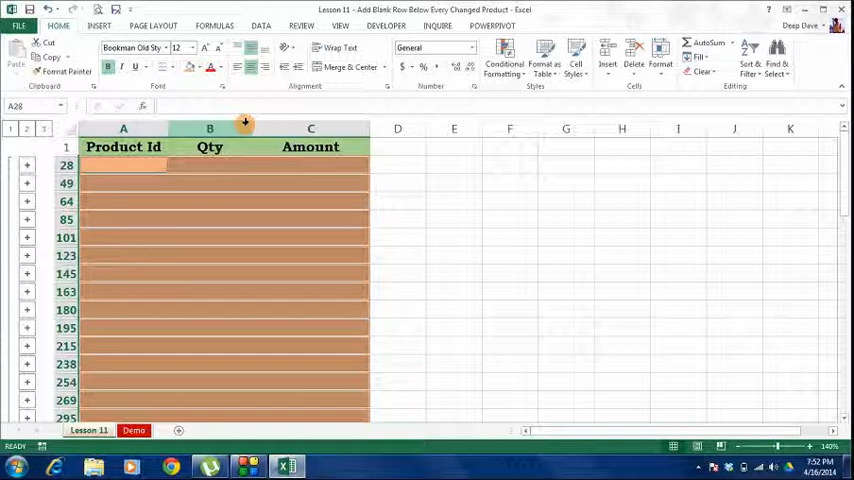 Lesson 11 - Add Blank Row Below Every Changed Product - Excel
FILE HOME INSERT PAGE LAYOUT FORMULAS DATA REVIEW VIEW DEVELOPER INQUIRE POWERPIVOT Deep Dave
Paste Cut Copy Format Painter Clipboard
Bookman Old Sty 12 B I U A Font
Wrap Text Merge & Center Alignment
General $ % , Number
Conditional Formatting Format as Table Cell Styles Styles
Insert Delete Format Cells
AutoSum Fill Clear Sort & Filter Find & Select Editing
A28 fx
1 2 3 A B C D E F G H I J K
1 Product Id Qty Amount
28
49
64
85
101
123
145
163
180
195
215
238
254
269
295
Lesson 11 Demo
READY 140%
7:52 PM
4/16/2014